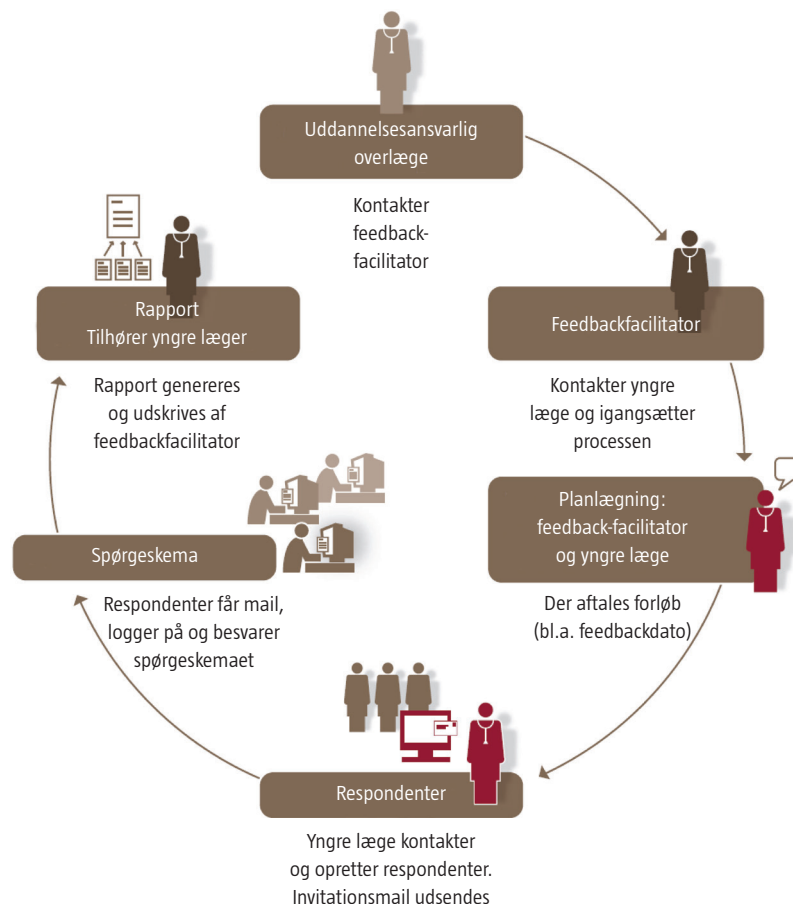 Uddannelsesansvarlig
overlæge
Kontakter
feedback-
facilitator
Feedbackfacilitator
Kontakter yngre
læge og igangsætter
processen
Planlægning:
feedback-facilitator
og yngre læge
Der aftales forløb
(bl.a. feedbackdato)
Respondenter
Yngre læge kontakter
og opretter respondenter.
Invitationsmail udsendes
Spørgeskema
Respondenter får mail,
logger på og besvarer
spørgeskemaet
Rapport
Tilhører yngre læger
Rapport genereres
og udskrives af
feedbackfacilitator